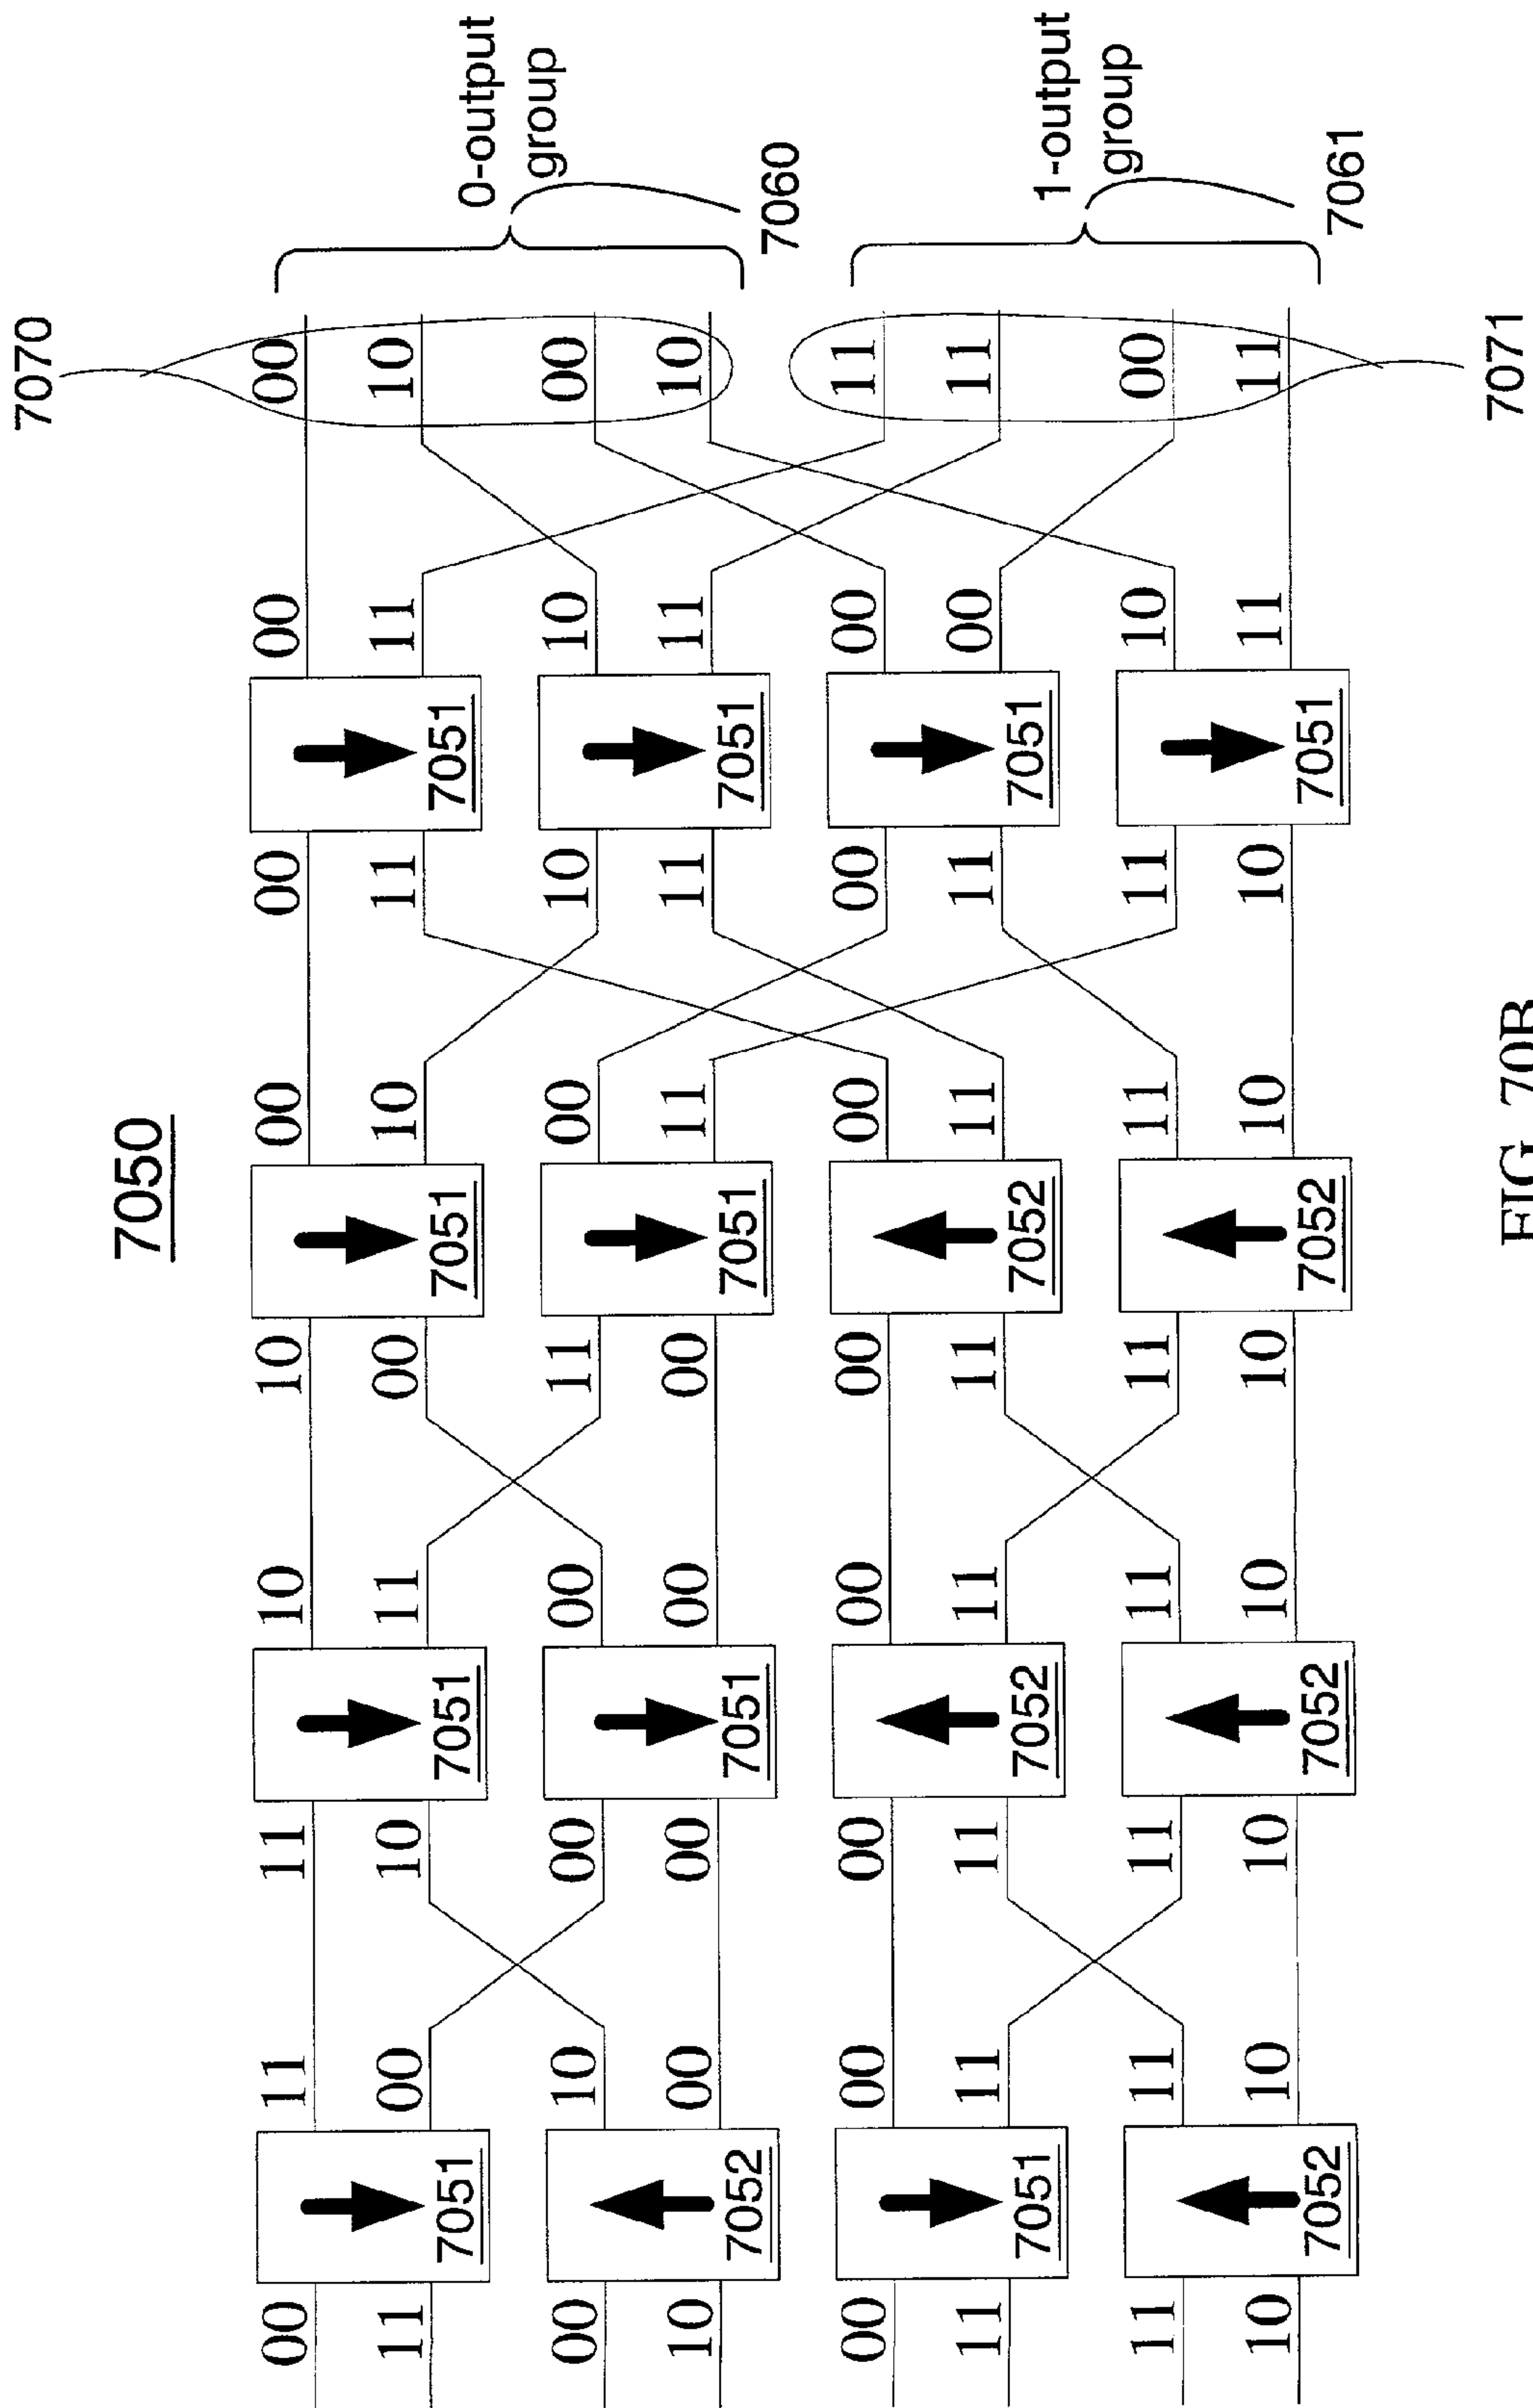 7070
7050
00 11 11 10 10 00 00 00 00
11 00 10 11 00 10 11 11 10
7051 7051 7051 7051
0-output
group
00 10 00 00 11 00 10 10 00
10 00 00 00 00 11 11 11 10
7052 7051 7051 7051
7060
00 00 00 00 00 00 00 00 11
11 11 11 11 11 11 11 00 11
7051 7052 7052 7051
1-output
group
11 11 11 11 11 11 11 10 00
10 10 10 10 10 10 10 11 11
7052 7052 7052 7051
7061
7071
FIG. 70B